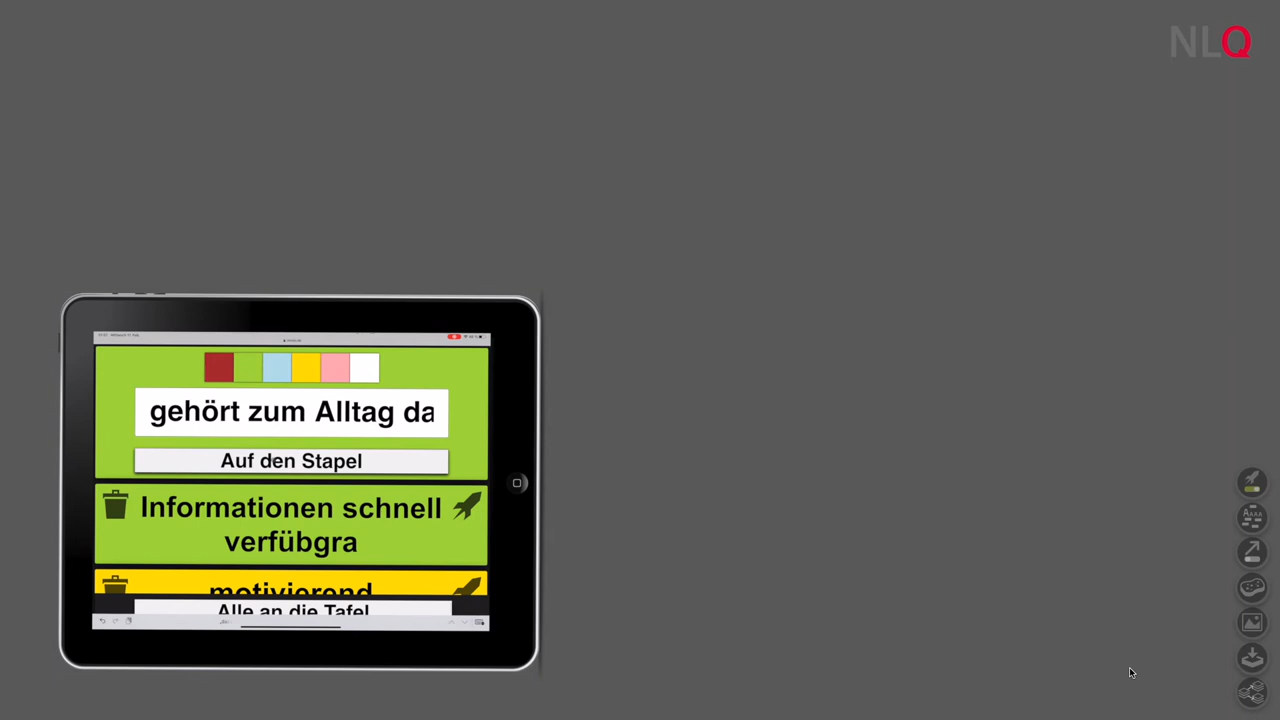 NLQ
gehört zum Alltag da
Auf den Stapel
Informationen schnell
verfübgra
motivierend
Alle an die Tafel